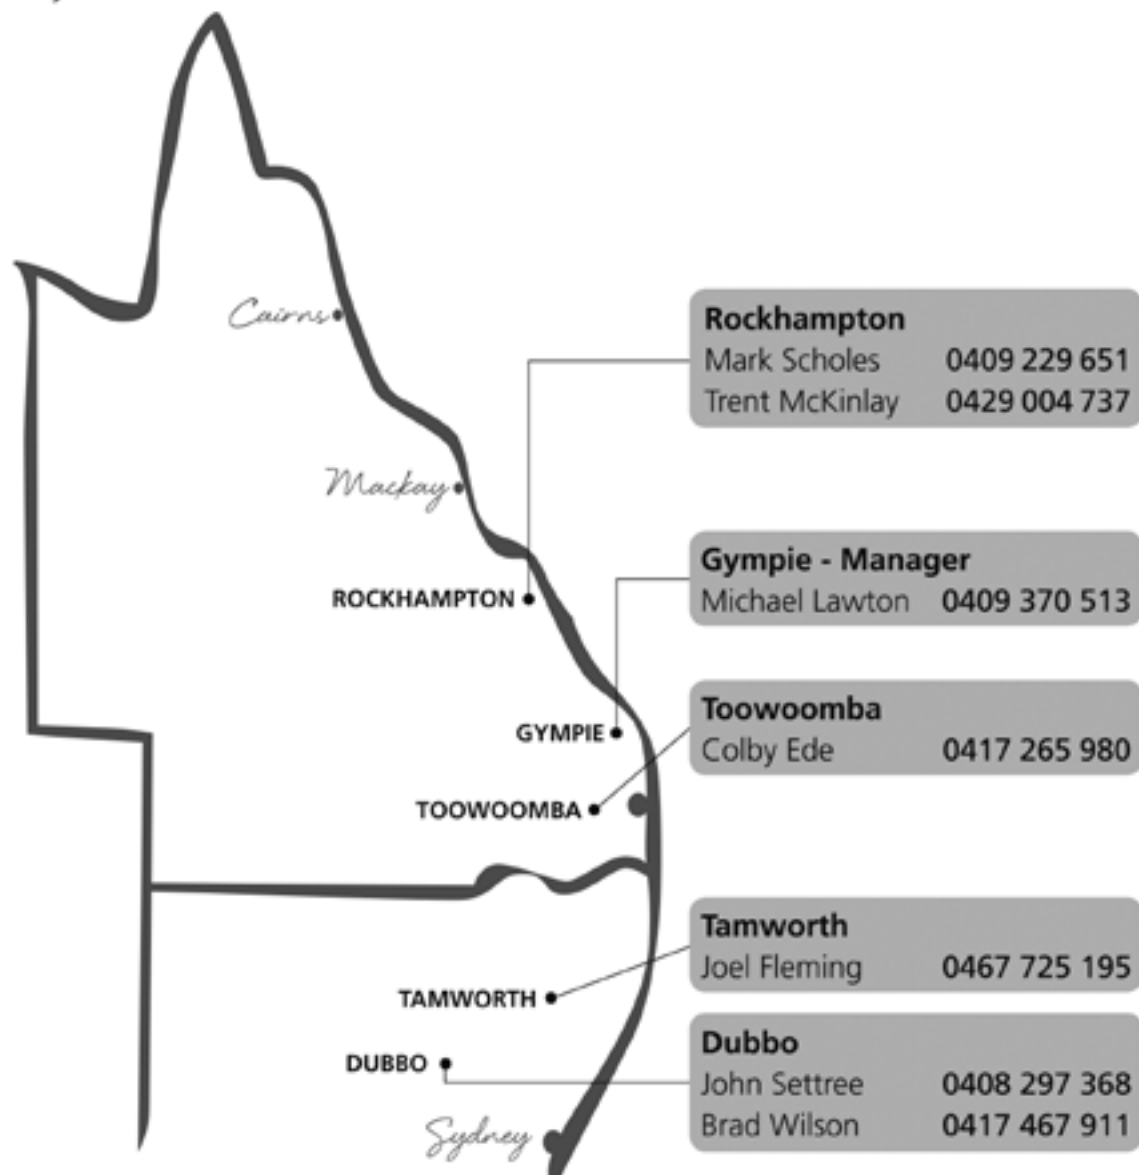 Cairns
Mackay
ROCKHAMPTON
GYMPIE
TOOWOOMBA
TAMWORTH
DUBBO
Sydney
Rockhampton
Mark Scholes 0409 229 651
Trent McKinlay 0429 004 737
Gympie - Manager
Michael Lawton 0409 370 513
Toowoomba
Colby Ede 0417 265 980
Tamworth
Joel Fleming 0467 725 195
Dubbo
John Settree 0408 297 368
Brad Wilson 0417 467 911